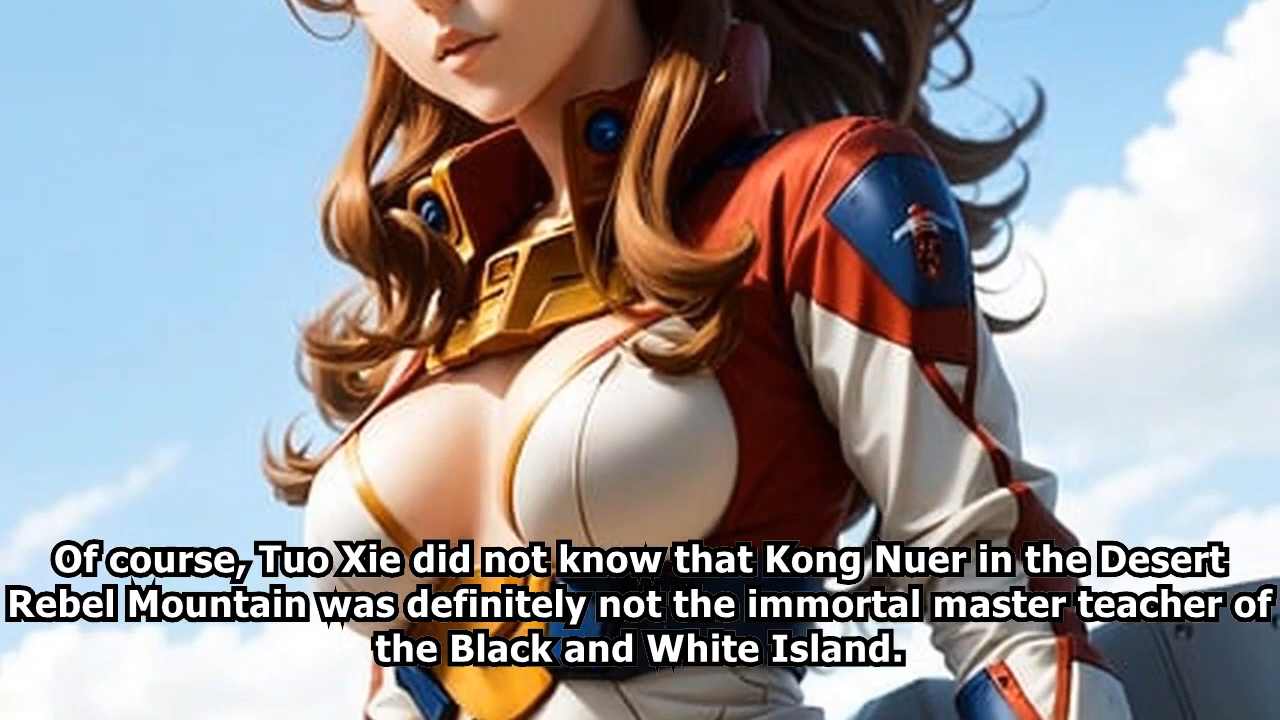 Of course, Tuo Xie did not know that Kong Nuer in the Desert
Rebel Mountain was definitely not the immortal master teacher of
the Black and White Island.